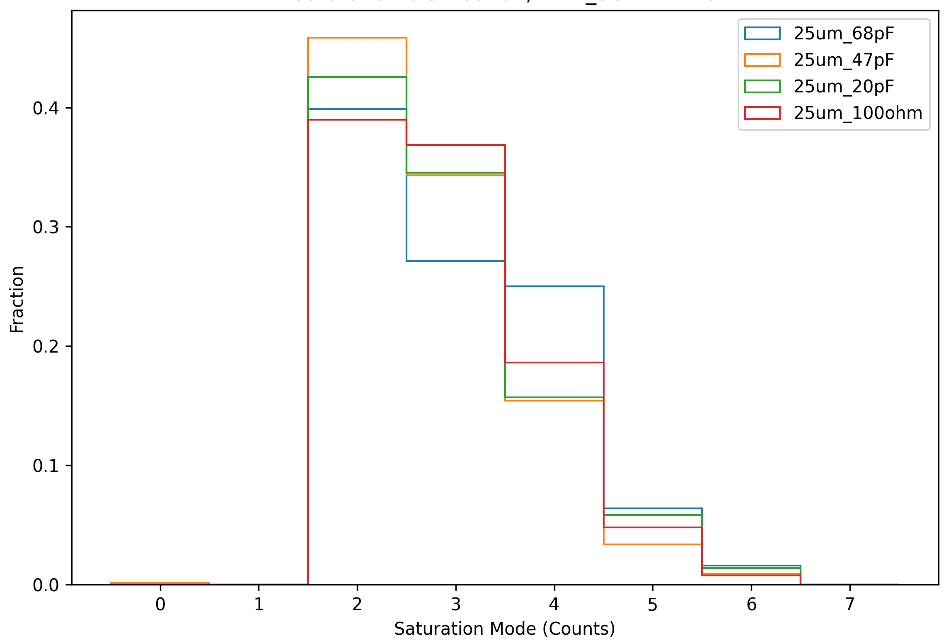 25um_68pF
25um_47pF
25um_20pF
25um_100ohm
0.4
0.3
0.2
0.1
0.0
Fraction
0 1 2 3 4 5 6 7
Saturation Mode (Counts)